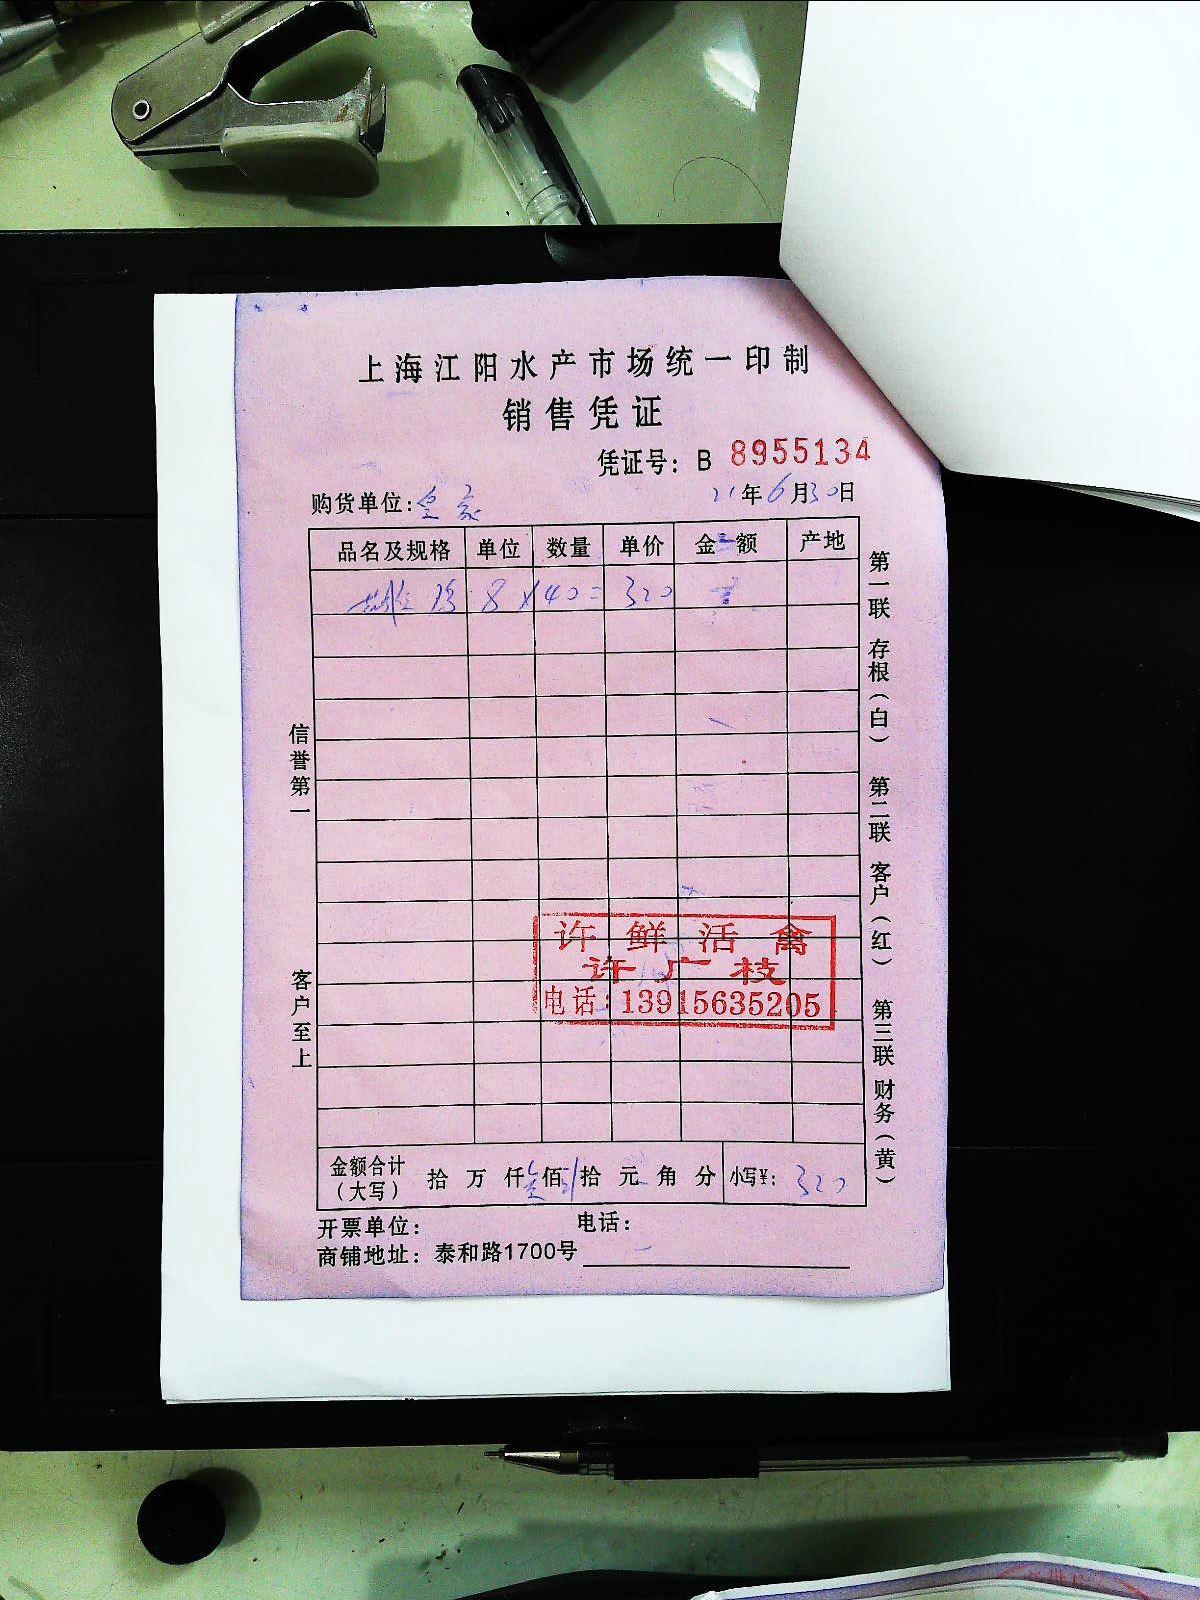 上海江阳水产市场统一印制
销售凭证
凭证号：B 8955134
购货单位：皇家 21年6月30日
品名及规格 单位 数量 单价 金额 产地
8 × 40 = 320
信誉第一
客户至上
第一联 存根（白） 第二联 客户（红） 第三联 财务（黄）
许鲜活禽
许广枝
电话：13915635205
金额合计（大写） 拾 万 仟 佰 拾 元 角 分 小写¥：320
开票单位： 电话：
商铺地址：泰和路1700号